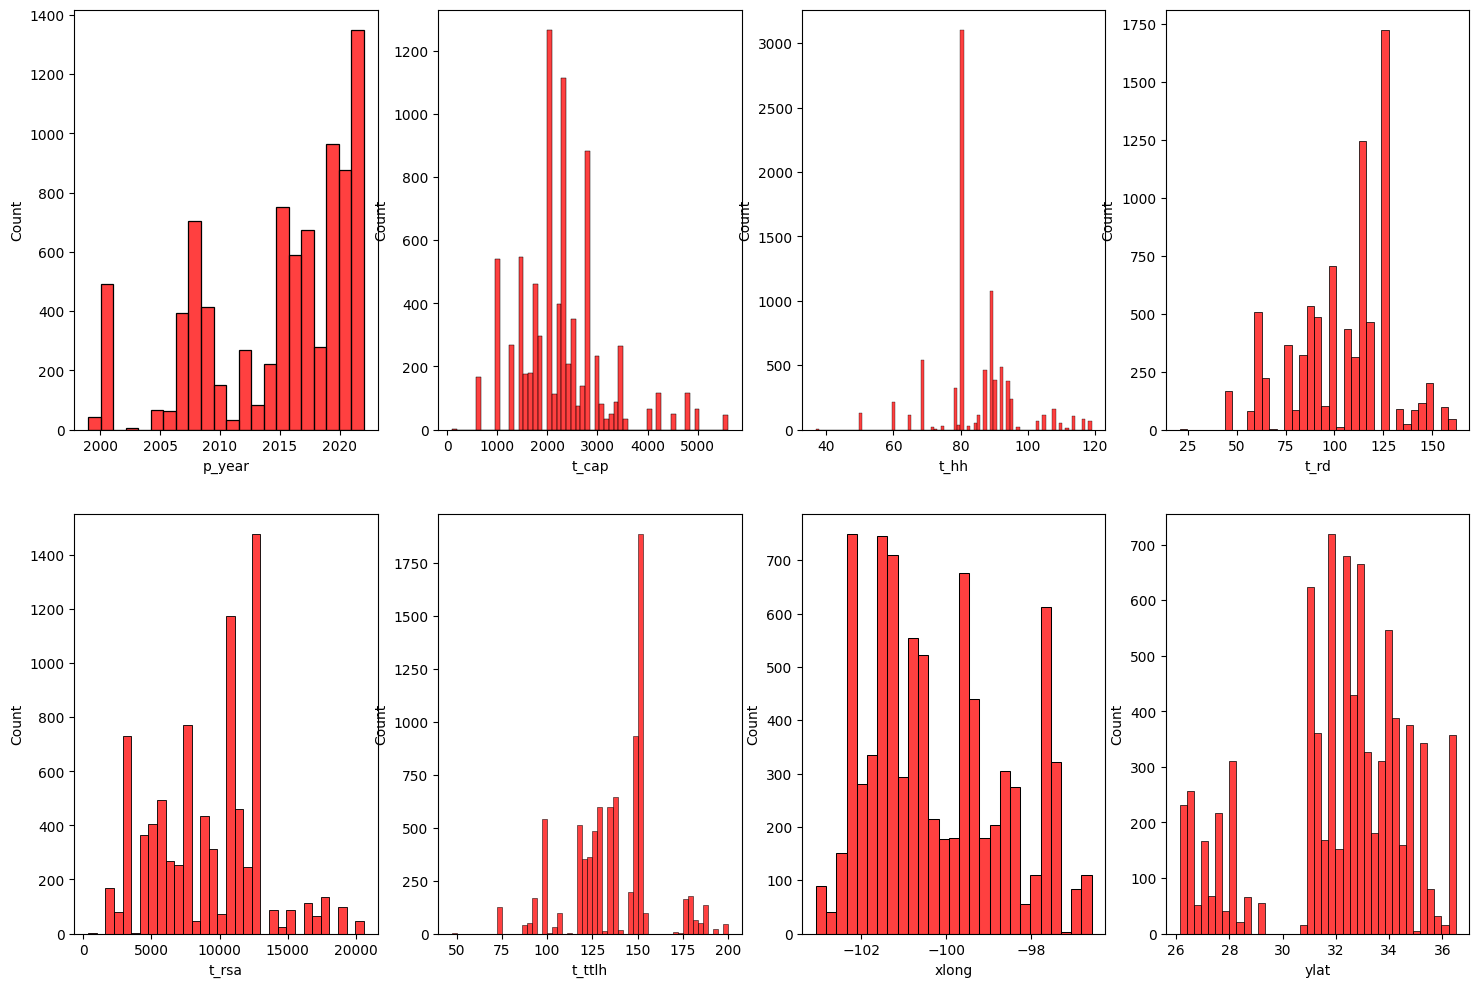 1400
1200
1000
800
600
400
200
0
Count
2000 2005 2010 2015 2020
p_year
1200
1000
800
600
400
200
0
Count
0 1000 2000 3000 4000 5000
t_cap
3000
2500
2000
1500
1000
500
0
Count
40 60 80 100 120
t_hh
1750
1500
1250
1000
750
500
250
0
Count
25 50 75 100 125 150
t_rd
1400
1200
1000
800
600
400
200
0
Count
0 5000 10000 15000 20000
t_rsa
1750
1500
1250
1000
750
500
250
0
Count
50 75 100 125 150 175 200
t_ttlh
700
600
500
400
300
200
100
0
Count
−102 −100 −98
xlong
700
600
500
400
300
200
100
0
Count
26 28 30 32 34 36
ylat